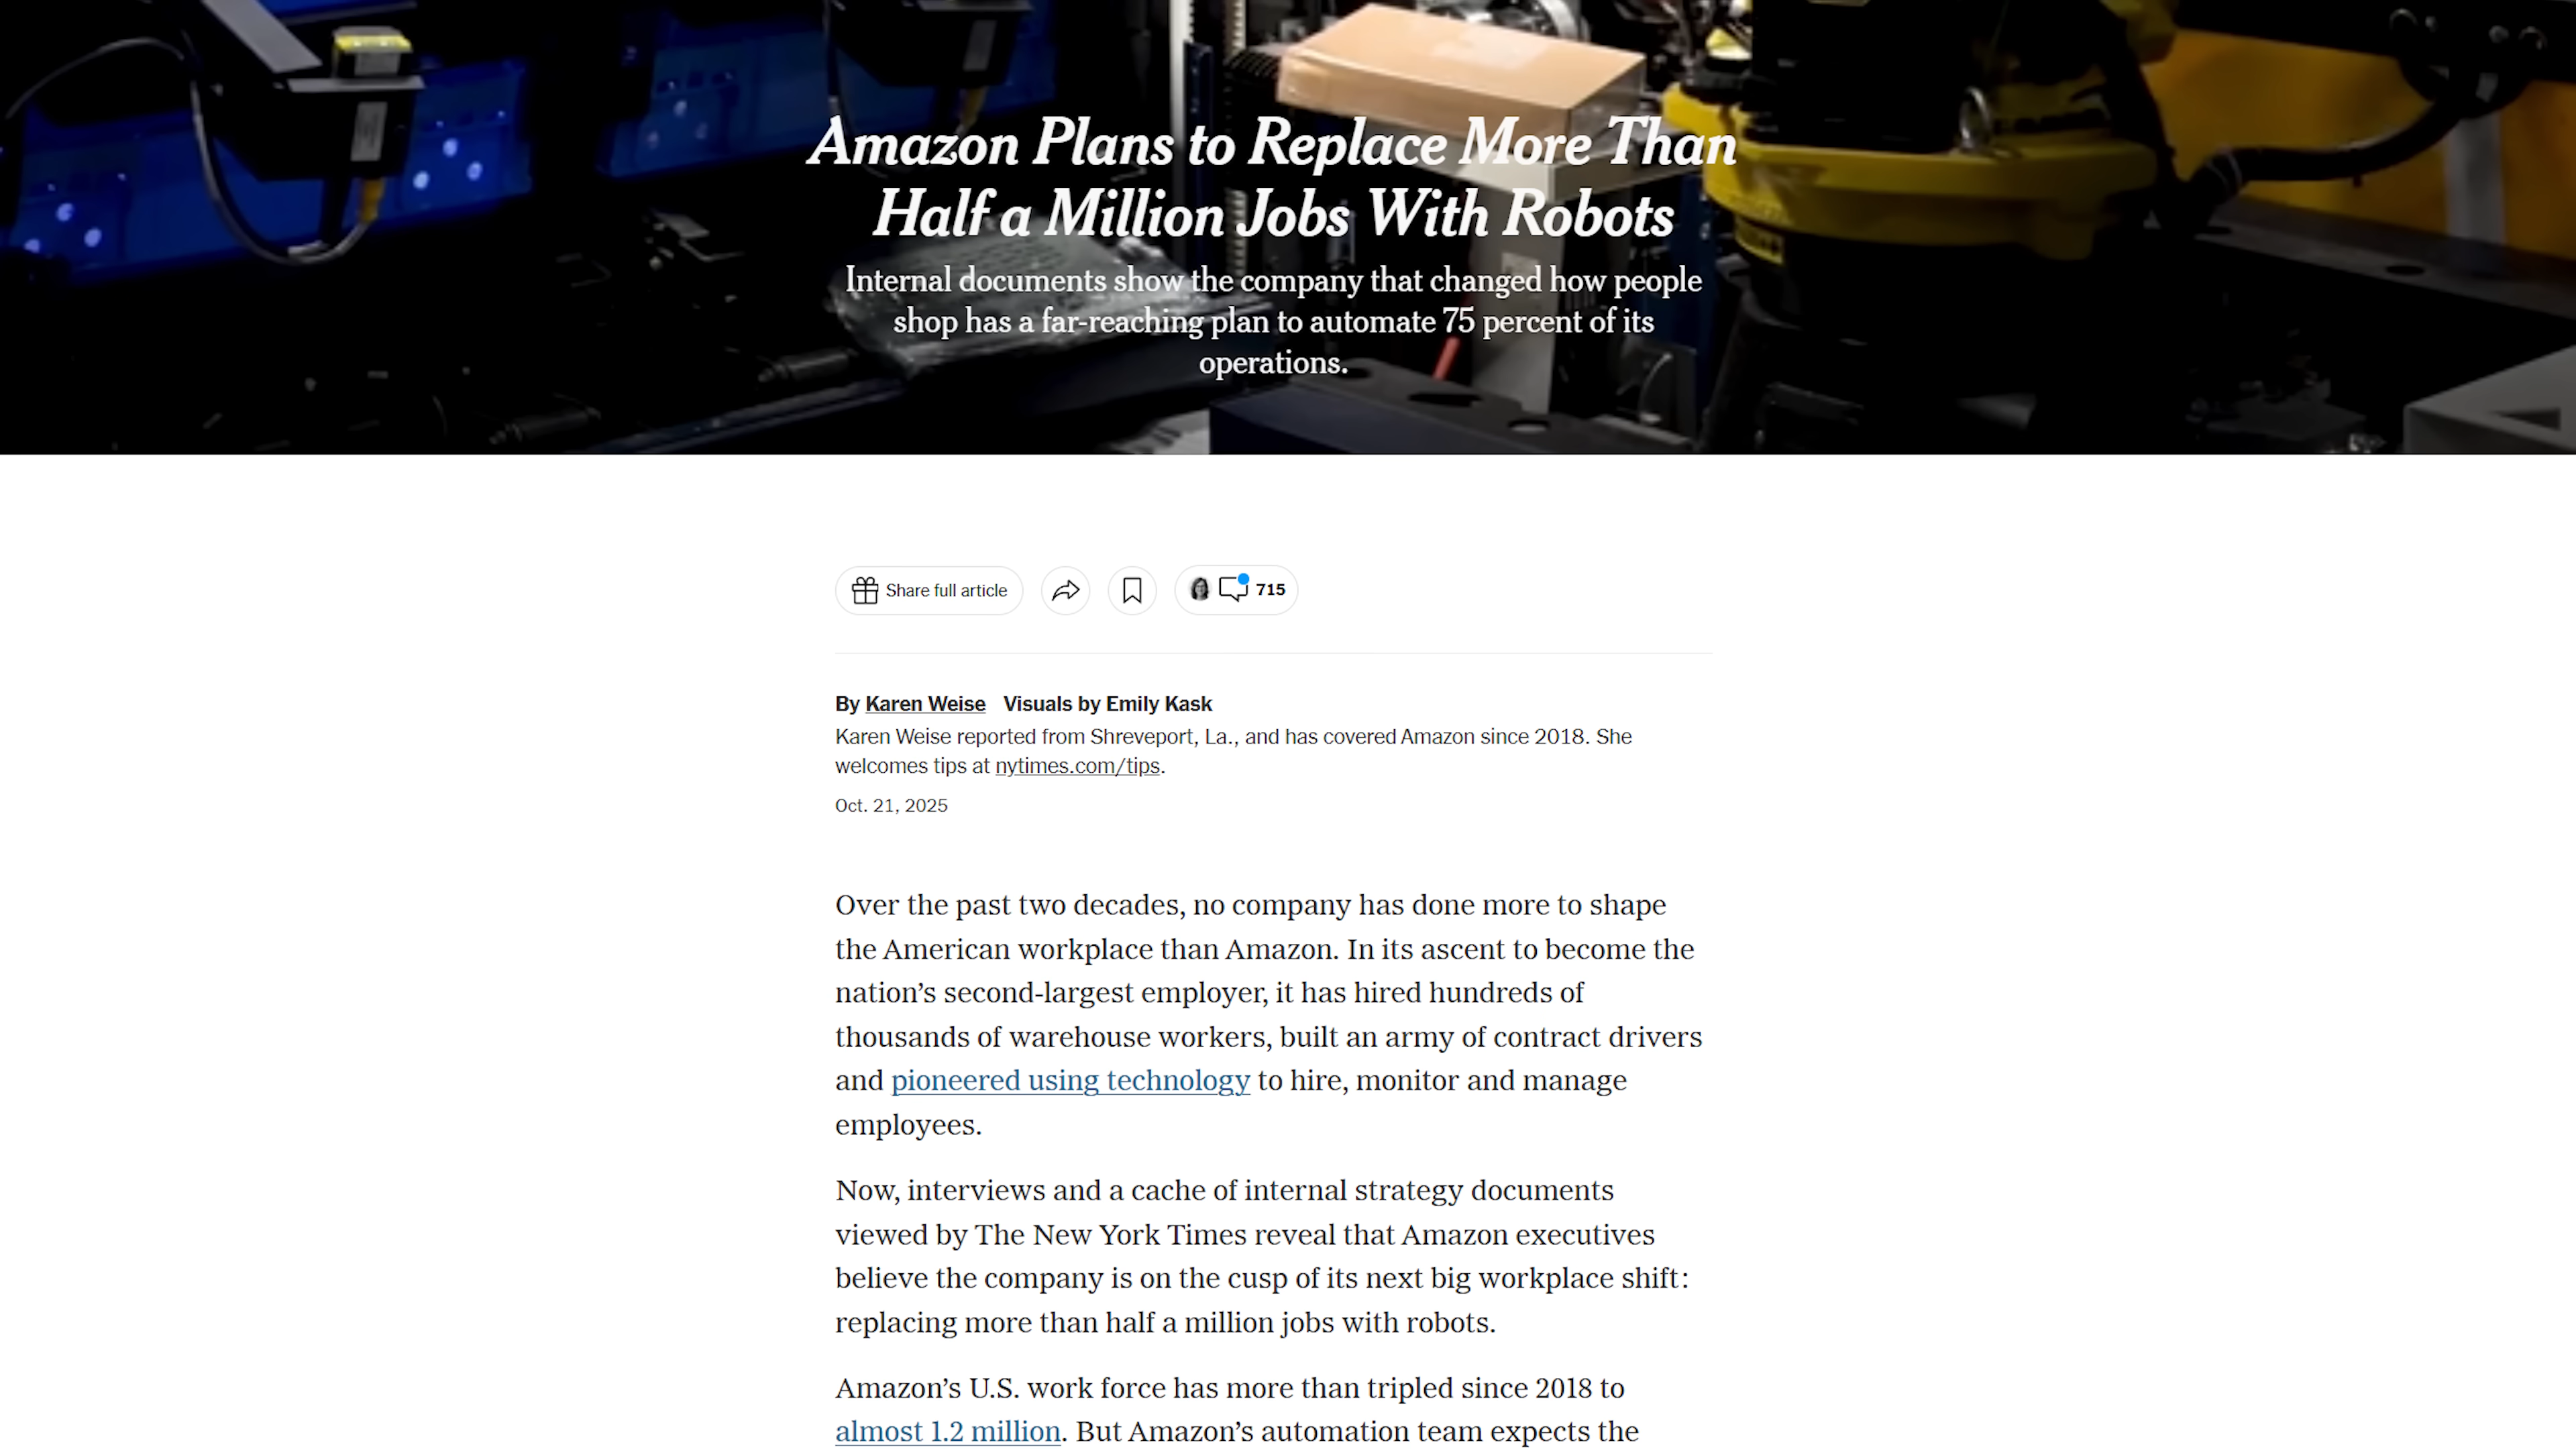 Amazon Plans to Replace More Than
Half a Million Jobs With Robots
Internal documents show the company that changed how people
shop has a far-reaching plan to automate 75 percent of its
operations.
Share full article
715
By Karen Weise Visuals by Emily Kask
Karen Weise reported from Shreveport, La., and has covered Amazon since 2018. She
welcomes tips at nytimes.com/tips.
Oct. 21, 2025
Over the past two decades, no company has done more to shape
the American workplace than Amazon. In its ascent to become the
nation’s second-largest employer, it has hired hundreds of
thousands of warehouse workers, built an army of contract drivers
and pioneered using technology to hire, monitor and manage
employees.
Now, interviews and a cache of internal strategy documents
viewed by The New York Times reveal that Amazon executives
believe the company is on the cusp of its next big workplace shift:
replacing more than half a million jobs with robots.
Amazon’s U.S. work force has more than tripled since 2018 to
almost 1.2 million. But Amazon’s automation team expects the